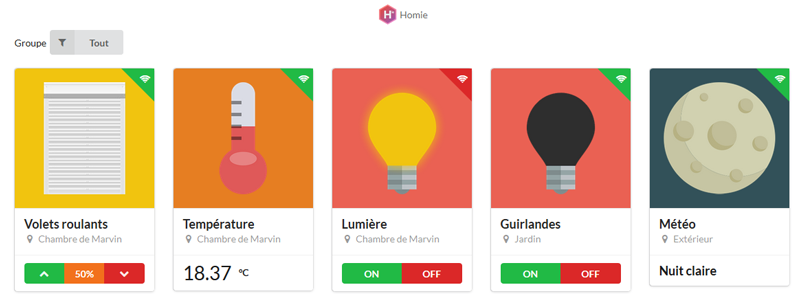 Homie
Groupe Tout
Volets roulants
Chambre de Marvin
50%
Température
Chambre de Marvin
18.37 °C
Lumière
Chambre de Marvin
ON OFF
Guirlandes
Jardin
ON OFF
Météo
Extérieur
Nuit claire